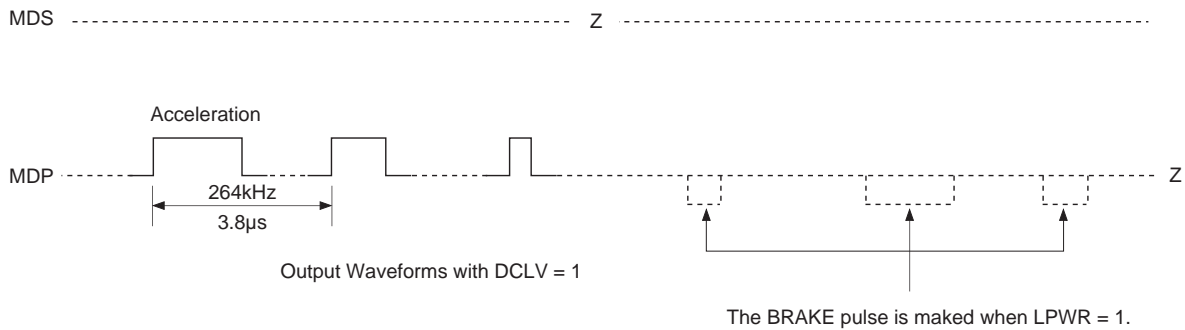 MDS Z
Acceleration
MDP Z
264kHz
3.8µs
Output Waveforms with DCLV = 1
The BRAKE pulse is maked when LPWR = 1.